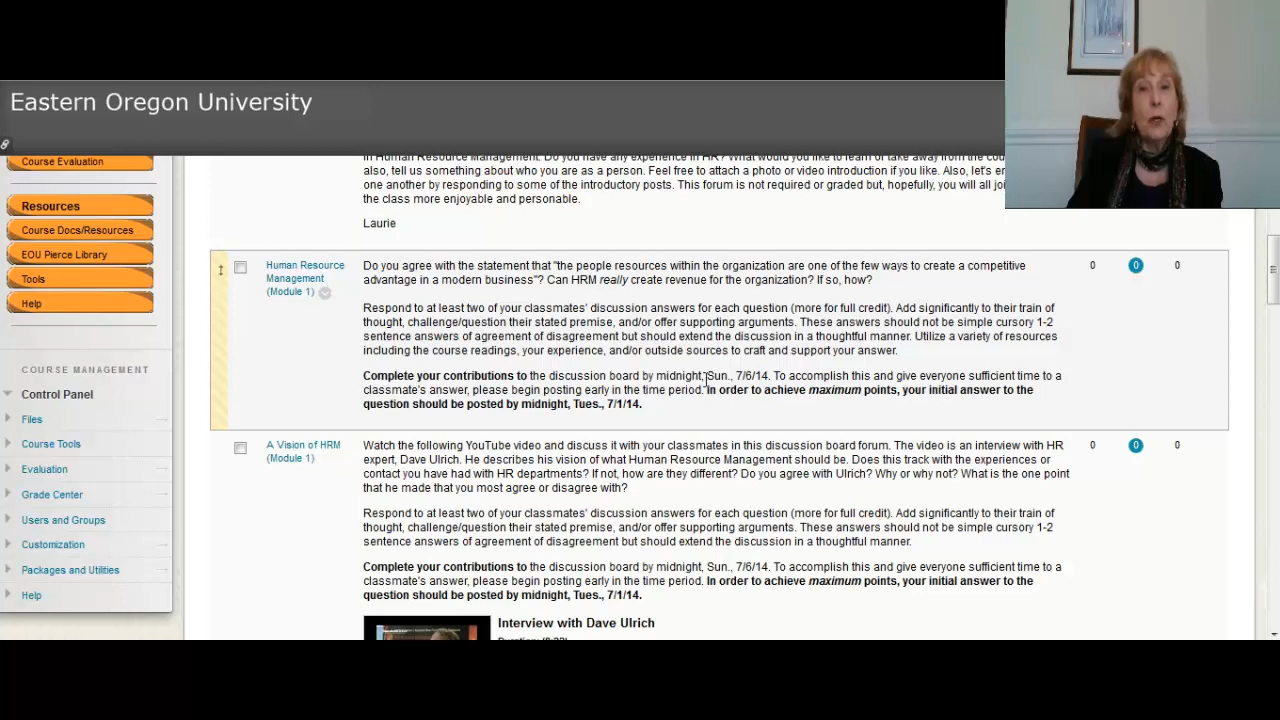 Eastern Oregon University
Course Evaluation
Resources
Course Docs/Resources
EOU Pierce Library
Tools
Help
COURSE MANAGEMENT
Control Panel
Files
Course Tools
Evaluation
Grade Center
Users and Groups
Customization
Packages and Utilities
Help
in Human Resource Management. Do you have any experience in HR? What would you like to learn or take away from the cou
also, tell us something about who you are as a person. Feel free to attach a photo or video introduction if you like. Also, let's en
one another by responding to some of the introductory posts. This forum is not required or graded but, hopefully, you will all joi
the class more enjoyable and personable.
Laurie
Human Resource
Management
(Module 1)
Do you agree with the statement that "the people resources within the organization are one of the few ways to create a competitive
advantage in a modern business"? Can HRM really create revenue for the organization? If so, how?
0 0 0
Respond to at least two of your classmates' discussion answers for each question (more for full credit). Add significantly to their train of
thought, challenge/question their stated premise, and/or offer supporting arguments. These answers should not be simple cursory 1-2
sentence answers of agreement of disagreement but should extend the discussion in a thoughtful manner. Utilize a variety of resources
including the course readings, your experience, and/or outside sources to craft and support your answer.
Complete your contributions to the discussion board by midnight, Sun., 7/6/14. To accomplish this and give everyone sufficient time to a
classmate's answer, please begin posting early in the time period. In order to achieve maximum points, your initial answer to the
question should be posted by midnight, Tues., 7/1/14.
A Vision of HRM
(Module 1)
Watch the following YouTube video and discuss it with your classmates in this discussion board forum. The video is an interview with HR
expert, Dave Ulrich. He describes his vision of what Human Resource Management should be. Does this track with the experiences or
contact you have had with HR departments? If not, how are they different? Do you agree with Ulrich? Why or why not? What is the one point
that he made that you most agree or disagree with?
0 0 0
Respond to at least two of your classmates' discussion answers for each question (more for full credit). Add significantly to their train of
thought, challenge/question their stated premise, and/or offer supporting arguments. These answers should not be simple cursory 1-2
sentence answers of agreement of disagreement but should extend the discussion in a thoughtful manner.
Complete your contributions to the discussion board by midnight, Sun., 7/6/14. To accomplish this and give everyone sufficient time to a
classmate's answer, please begin posting early in the time period. In order to achieve maximum points, your initial answer to the
question should be posted by midnight, Tues., 7/1/14.
Interview with Dave Ulrich